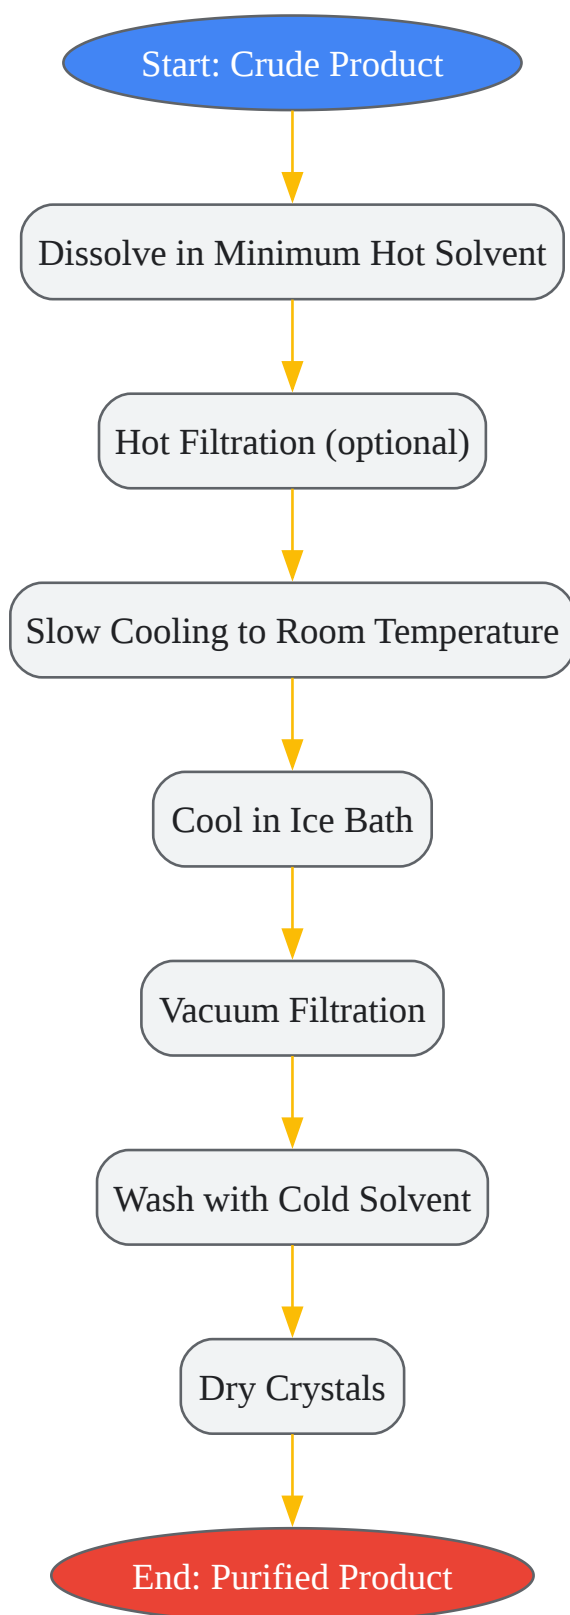 Start: Crude Product
Dissolve in Minimum Hot Solvent
Hot Filtration (optional)
Slow Cooling to Room Temperature
Cool in Ice Bath
Vacuum Filtration
Wash with Cold Solvent
Dry Crystals
End: Purified Product